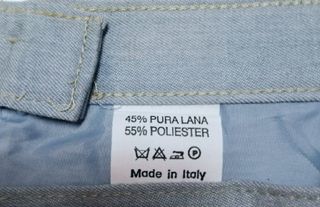 45% PURA LANA
55% POLIESTER
P
Made in Italy